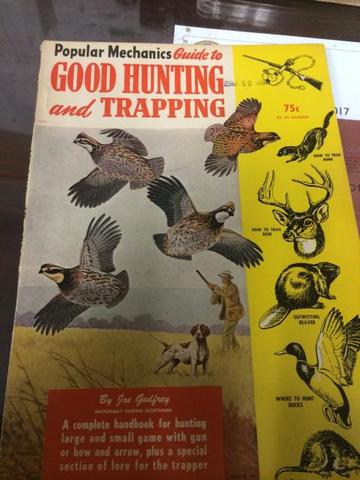 Popular Mechanics Guide to
GOOD HUNTING
and TRAPPING
75¢
HOW TO TRAP
MINK
HOW TO TRAIL
DEER
OUTWITTING
BEAVER
WHERE TO HUNT
DUCKS
By Joe Godfrey
NATIONALLY KNOWN SPORTSMAN
A complete handbook for hunting
large and small game with gun
or bow and arrow, plus a special
section of lore for the trapper
017